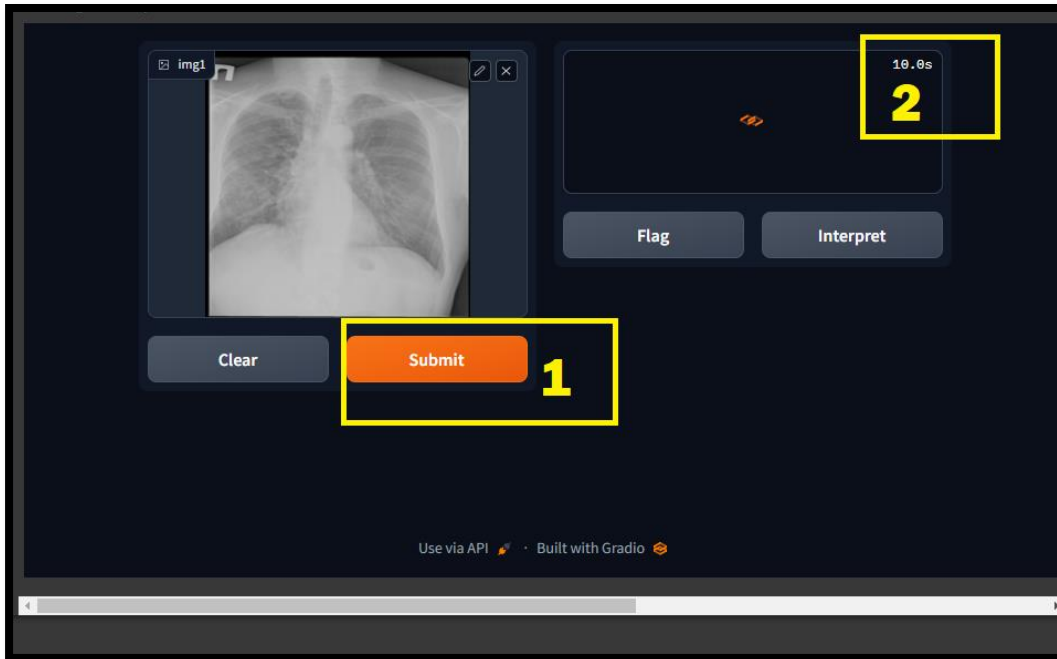 img1
10.0s
2
Flag
Interpret
Clear
Submit
1
Use via API · Built with Gradio